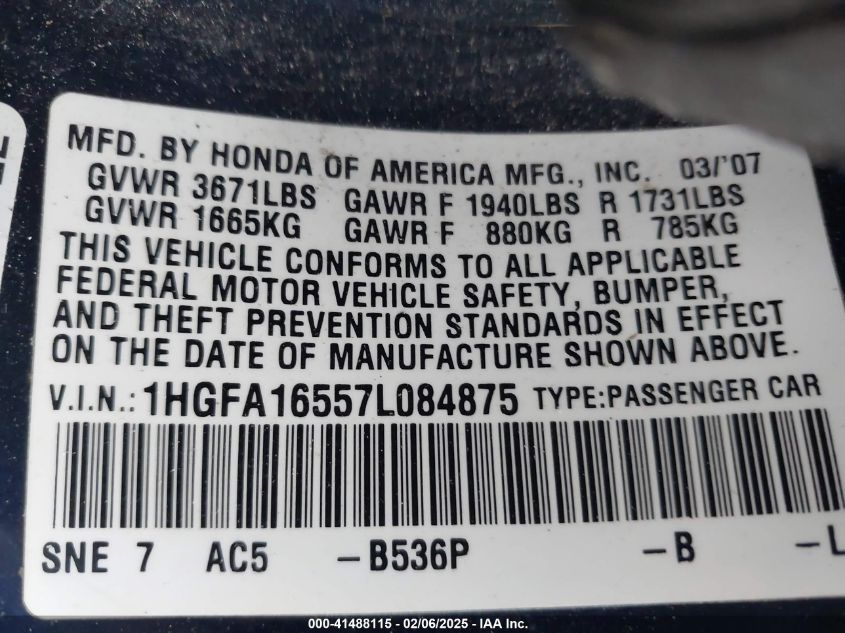 MFD. BY HONDA OF AMERICA MFG., INC. 03/'07
GVWR 3671LBS GAWR F 1940LBS R 1731LBS
GVWR 1665KG GAWR F 880KG R 785KG
THIS VEHICLE CONFORMS TO ALL APPLICABLE
FEDERAL MOTOR VEHICLE SAFETY, BUMPER,
AND THEFT PREVENTION STANDARDS IN EFFECT
ON THE DATE OF MANUFACTURE SHOWN ABOVE.
V.I.N.: 1HGFA16557L084875 TYPE:PASSENGER CAR
SNE 7 AC5 -B536P -B -L
000-41488115 - 02/06/2025 - IAA Inc.